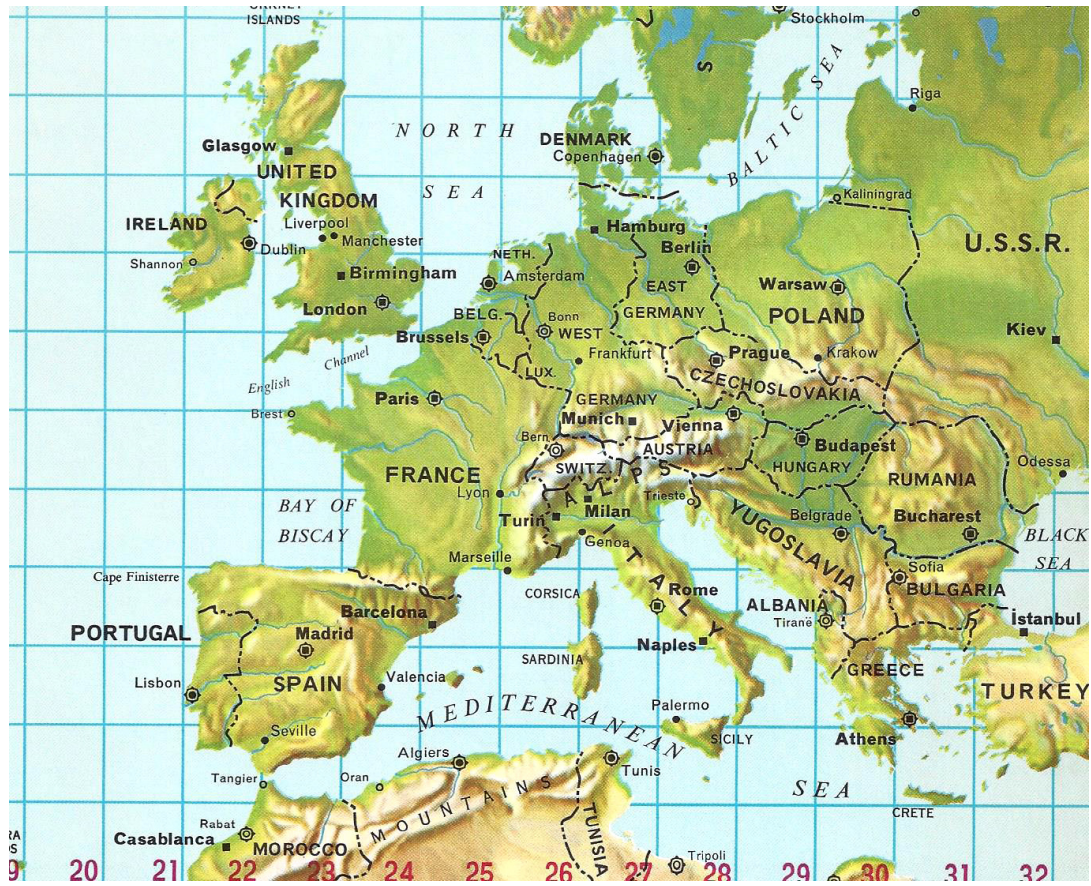 ISLANDS
Stockholm
S
Riga
NORTH
SEA
BALTIC SEA
DENMARK
Copenhagen
Glasgow
UNITED
KINGDOM
Kaliningrad
IRELAND
Liverpool
Manchester
Dublin
Shannon
Birmingham
London
Hamburg
Berlin
U.S.S.R.
NETH.
Amsterdam
EAST
GERMANY
Warsaw
POLAND
BELG.
Bonn
WEST
GERMANY
Brussels
Kiev
English
Channel
LUX.
Frankfurt
Prague
Krakow
CZECHOSLOVAKIA
Brest
Paris
Munich
Vienna
Bern
AUSTRIA
Budapest
HUNGARY
SWITZ.
ALPS
FRANCE
Lyon
Odessa
RUMANIA
BAY OF
BISCAY
Turin
Milan
Trieste
Genoa
YUGOSLAVIA
Belgrade
Bucharest
BLACK
SEA
Marseille
ITALY
Sofia
BULGARIA
Cape Finisterre
CORSICA
Rome
ALBANIA
Tiranë
Barcelona
İstanbul
PORTUGAL
Madrid
Naples
SARDINIA
GREECE
Lisbon
SPAIN
Valencia
TURKEY
MEDITERRANEAN
SEA
Palermo
SICILY
Athens
Seville
Algiers
Tunis
Tangier
Oran
CRETE
MOUNTAINS
TUNISIA
Rabat
Casablanca
MOROCCO
Tripoli
RA
9 20 21 22 23 24 25 26 27 28 29 30 31 32